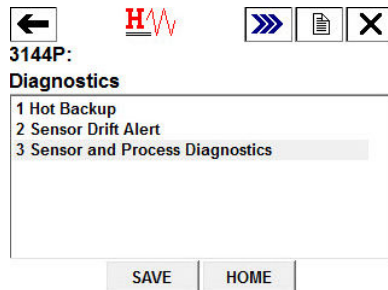 H
3144P:
Diagnostics
1 Hot Backup
2 Sensor Drift Alert
3 Sensor and Process Diagnostics
SAVE HOME